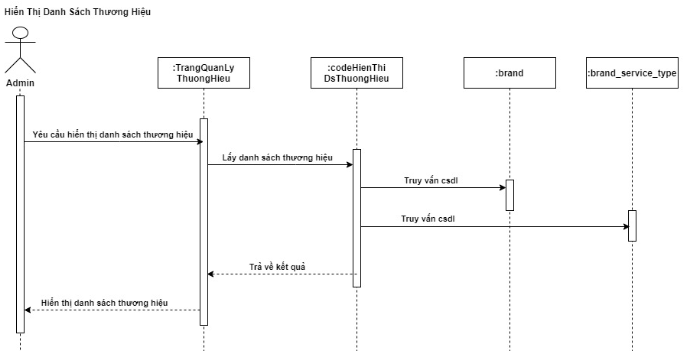 Hiển Thị Danh Sách Thương Hiệu
Admin
:TrangQuanLy
ThuongHieu
:codeHienThi
DsThuongHieu
:brand
:brand_service_type
Yêu cầu hiển thị danh sách thương hiệu
Lấy danh sách thương hiệu
Truy vấn csdl
Truy vấn csdl
Trả về kết quả
Hiển thị danh sách thương hiệu